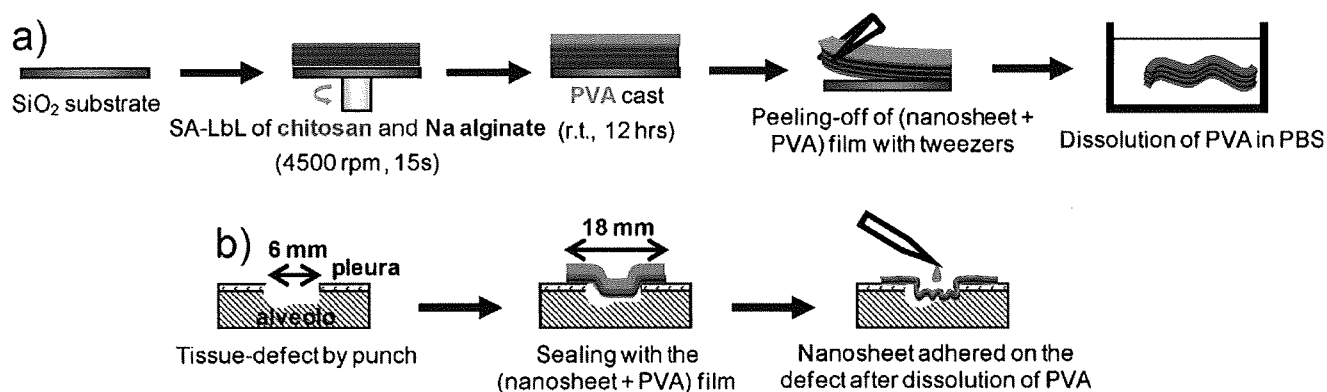 a)
SiO₂ substrate
SA-LbL of chitosan and Na alginate
(4500 rpm, 15s)
PVA cast
(r.t., 12 hrs)
Peeling-off of (nanosheet +
PVA) film with tweezers
Dissolution of PVA in PBS
b)
6 mm
pleura
alveolo
Tissue-defect by punch
18 mm
Sealing with the
(nanosheet + PVA) film
Nanosheet adhered on the
defect after dissolution of PVA